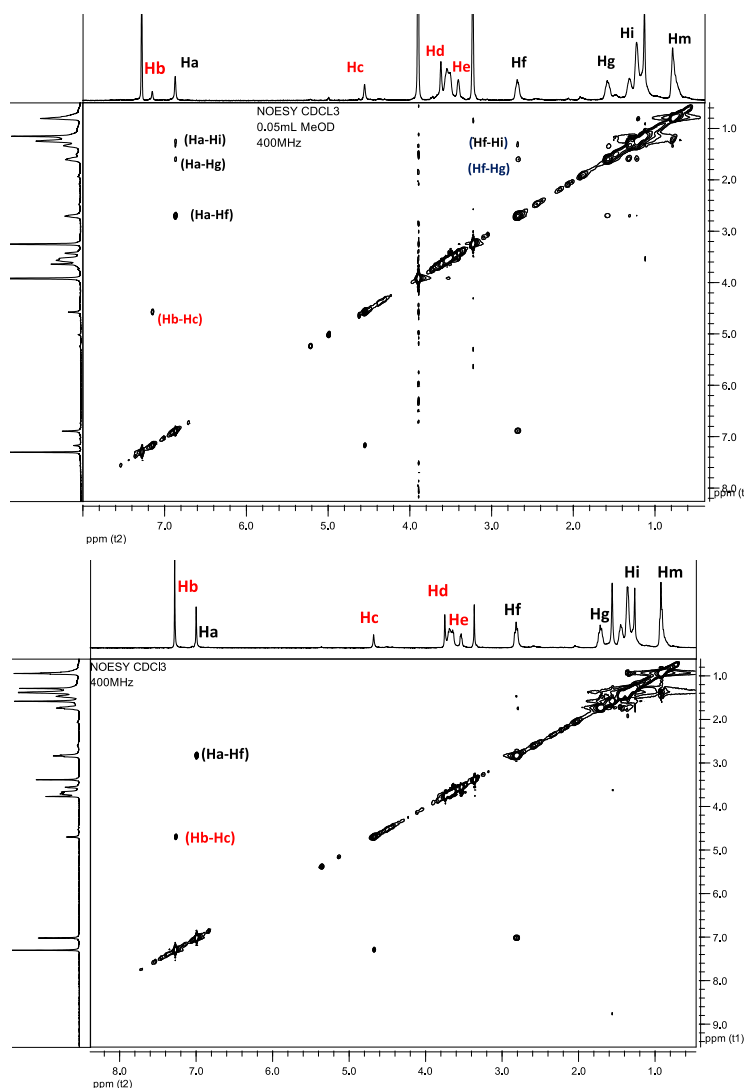 Hi
Hd
Hm
Ha
Hb
Hc
He
Hf
Hg
NOESY CDCL3
0.05mL MeOD
400MHz
(Ha-Hi)
(Hf-Hi)
(Ha-Hg)
(Hf-Hg)
(Ha-Hf)
(Hb-Hc)
1.0
2.0
3.0
4.0
5.0
6.0
7.0
8.0
ppm (t
7.0
6.0
5.0
4.0
3.0
2.0
1.0
ppm (t2)
Hb
Hd
Hi
Hm
Ha
Hc
He
Hf
Hg
NOESY CDCl3
400MHz
(Ha-Hf)
(Hb-Hc)
1.0
2.0
3.0
4.0
5.0
6.0
7.0
8.0
9.0
ppm (t1)
8.0
7.0
6.0
5.0
4.0
3.0
2.0
1.0
ppm (t2)